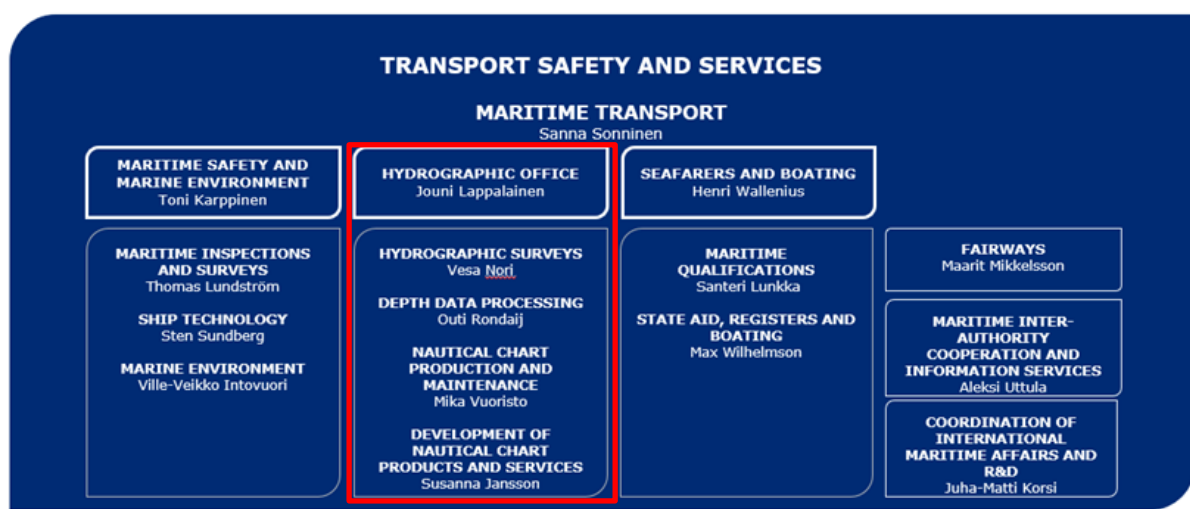 TRANSPORT SAFETY AND SERVICES
MARITIME TRANSPORT
Sanna Sonninen
MARITIME SAFETY AND
MARINE ENVIRONMENT
Toni Karppinen
HYDROGRAPHIC OFFICE
Jouni Lappalainen
SEAFARERS AND BOATING
Henri Wallenius
MARITIME INSPECTIONS
AND SURVEYS
Thomas Lundström
SHIP TECHNOLOGY
Sten Sundberg
MARINE ENVIRONMENT
Ville-Veikko Intovuori
HYDROGRAPHIC SURVEYS
Vesa Nori
DEPTH DATA PROCESSING
Outi Rondaij
NAUTICAL CHART
PRODUCTION AND
MAINTENANCE
Mika Vuoristo
DEVELOPMENT OF
NAUTICAL CHART
PRODUCTS AND SERVICES
Susanna Jansson
MARITIME
QUALIFICATIONS
Santeri Lunkka
STATE AID, REGISTERS AND
BOATING
Max Wilhelmson
FAIRWAYS
Maarit Mikkelsson
MARITIME INTER-
AUTHORITY
COOPERATION AND
INFORMATION SERVICES
Aleksi Uttula
COORDINATION OF
INTERNATIONAL
MARITIME AFFAIRS AND
R&D
Juha-Matti Korsi